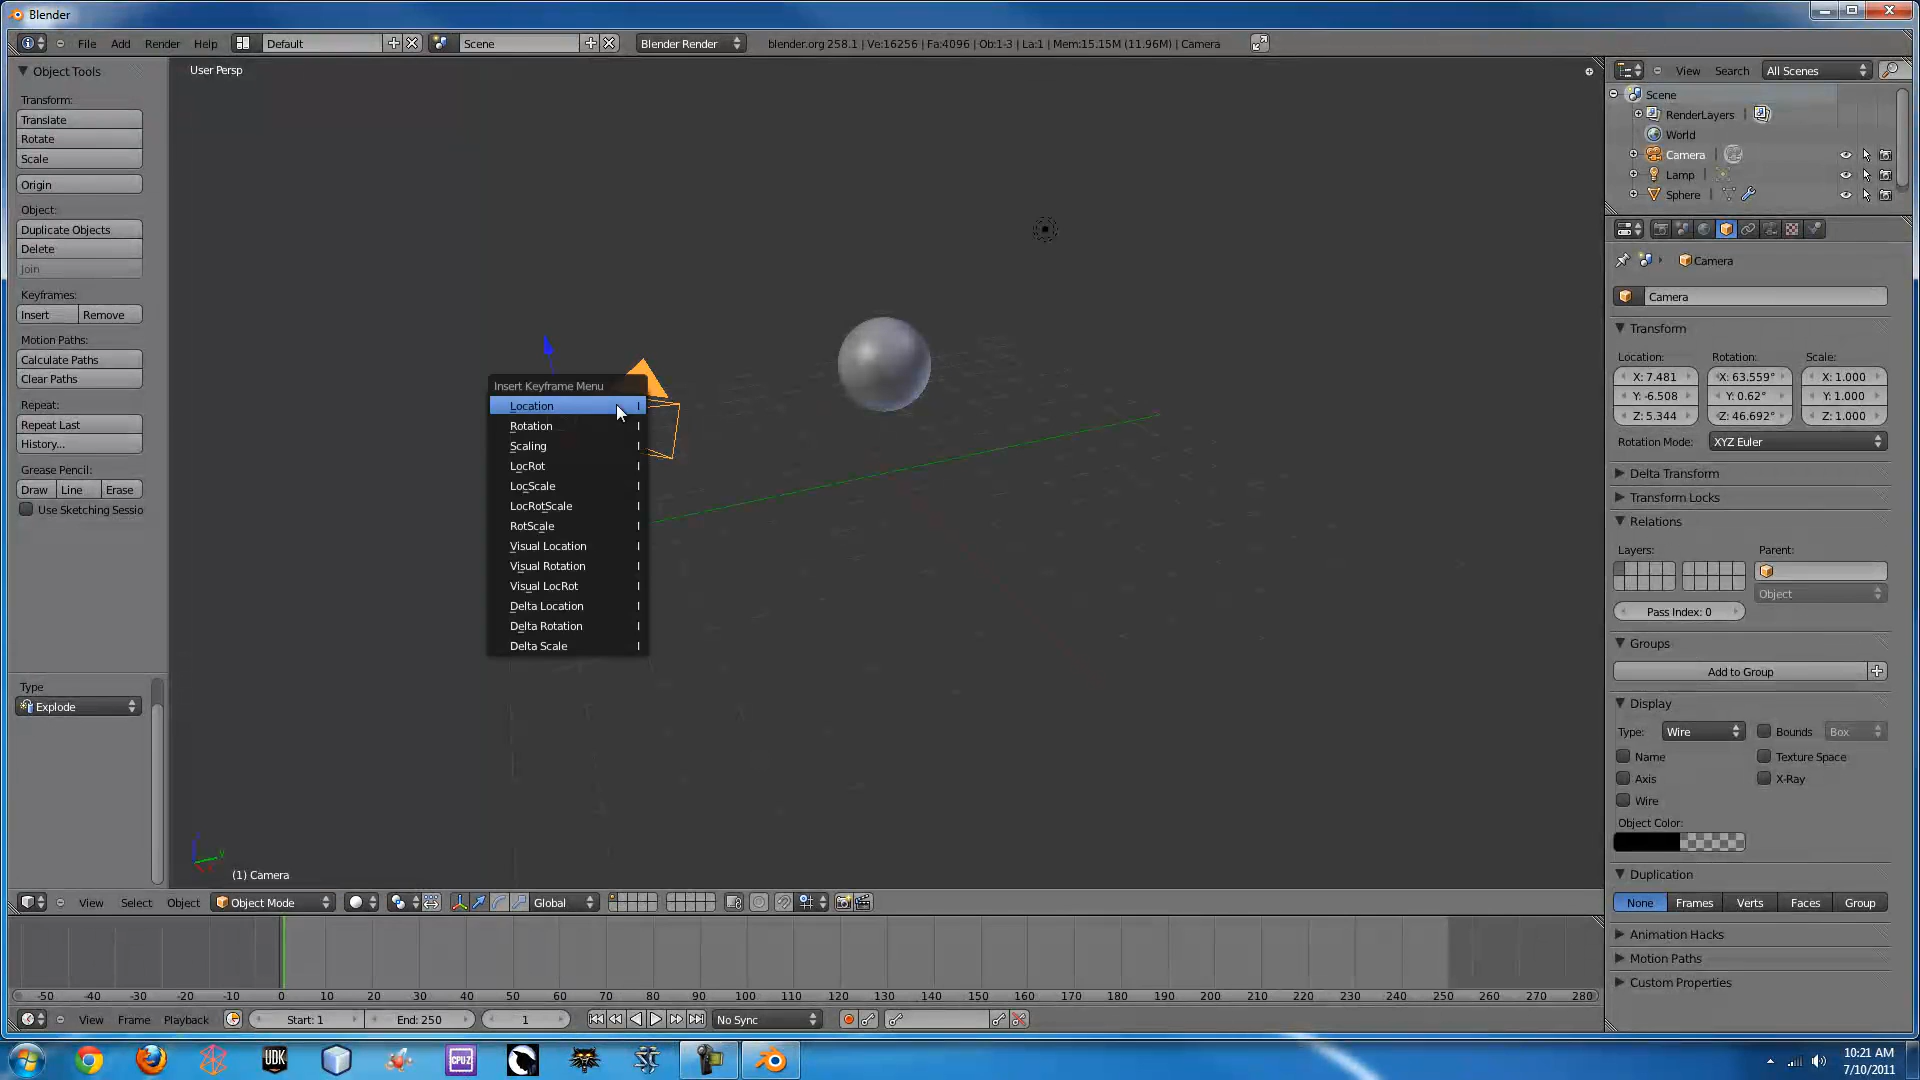 Blender
File Add Render Help Default Scene Blender Render blender.org 258.1 | Ve:16256 | Fa:4096 | Ob:1-3 | La:1 | Mem:15.15M (11.96M) | Camera
Object Tools
Transform:
Translate
Rotate
Scale
Origin
Object:
Duplicate Objects
Delete
Join
Keyframes:
Insert Remove
Motion Paths:
Calculate Paths
Clear Paths
Repeat:
Repeat Last
History...
Grease Pencil:
Draw Line Erase
Use Sketching Sessio
Type
Explode
User Persp
Insert Keyframe Menu
Location I
Rotation I
Scaling I
LocRot I
LocScale I
LocRotScale I
RotScale I
Visual Location I
Visual Rotation I
Visual LocRot I
Delta Location I
Delta Rotation I
Delta Scale I
(1) Camera
View Select Object Object Mode Global
-50 -40 -30 -20 -10 0 10 20 30 40 50 60 70 80 90 100 110 120 130 140 150 160 170 180 190 200 210 220 230 240 250 260 270 280
View Frame Playback Start: 1 End: 250 1 No Sync
View Search All Scenes
Scene
RenderLayers |
World
Camera |
Lamp |
Sphere |
Camera
Camera
Transform
Location: Rotation: Scale:
X: 7.481 X: 63.559° X: 1.000
Y: -6.508 Y: 0.62° Y: 1.000
Z: 5.344 Z: 46.692° Z: 1.000
Rotation Mode: XYZ Euler
Delta Transform
Transform Locks
Relations
Layers: Parent:
Object
Pass Index: 0
Groups
Add to Group
Display
Type: Wire Bounds Box
Name Texture Space
Axis X-Ray
Wire
Object Color:
Duplication
None Frames Verts Faces Group
Animation Hacks
Motion Paths
Custom Properties
UDK
CPU-Z
10:21 AM
7/10/2011